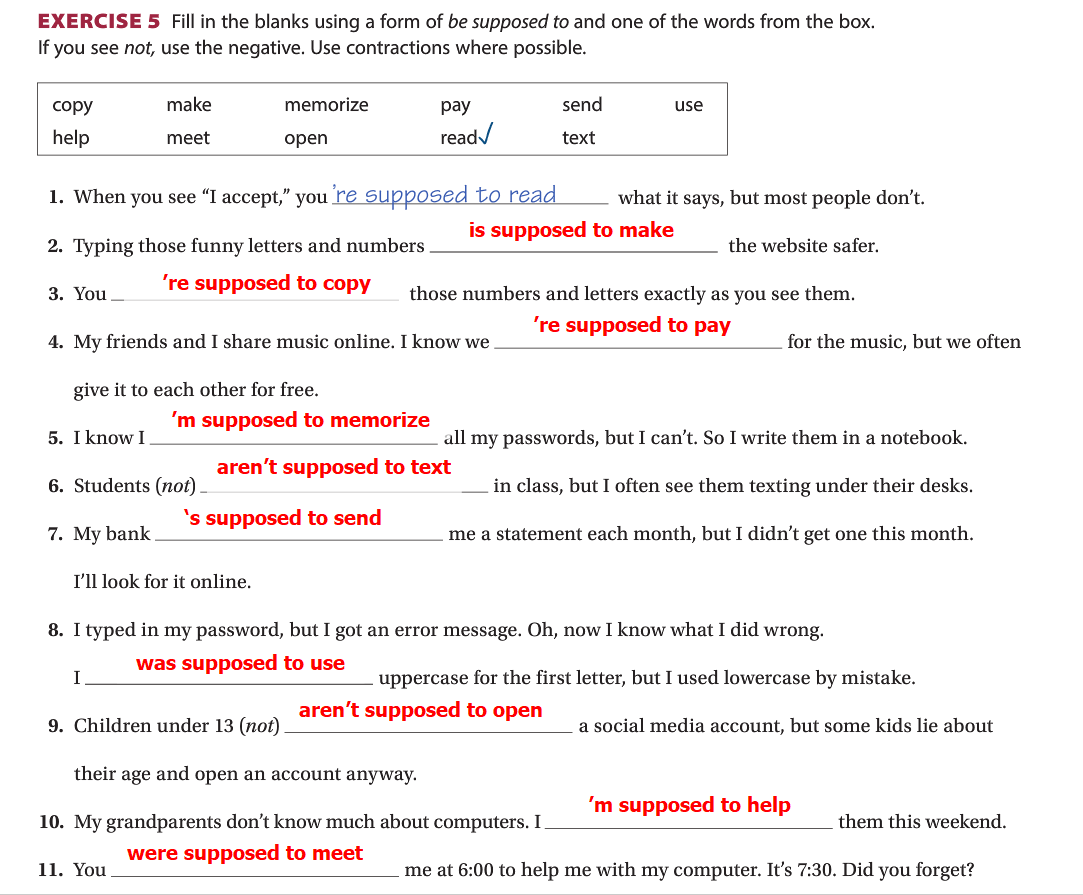 EXERCISE 5 Fill in the blanks using a form of be supposed to and one of the words from the box.
If you see not, use the negative. Use contractions where possible.
copy make memorize pay send use
help meet open read✓ text
1. When you see “I accept,” you ’re supposed to read what it says, but most people don’t.
2. Typing those funny letters and numbers is supposed to make the website safer.
3. You ’re supposed to copy those numbers and letters exactly as you see them.
4. My friends and I share music online. I know we ’re supposed to pay for the music, but we often
give it to each other for free.
5. I know I ’m supposed to memorize all my passwords, but I can’t. So I write them in a notebook.
6. Students (not) aren’t supposed to text in class, but I often see them texting under their desks.
7. My bank ‘s supposed to send me a statement each month, but I didn’t get one this month.
I’ll look for it online.
8. I typed in my password, but I got an error message. Oh, now I know what I did wrong.
I was supposed to use uppercase for the first letter, but I used lowercase by mistake.
9. Children under 13 (not) aren’t supposed to open a social media account, but some kids lie about
their age and open an account anyway.
10. My grandparents don’t know much about computers. I ’m supposed to help them this weekend.
11. You were supposed to meet me at 6:00 to help me with my computer. It’s 7:30. Did you forget?